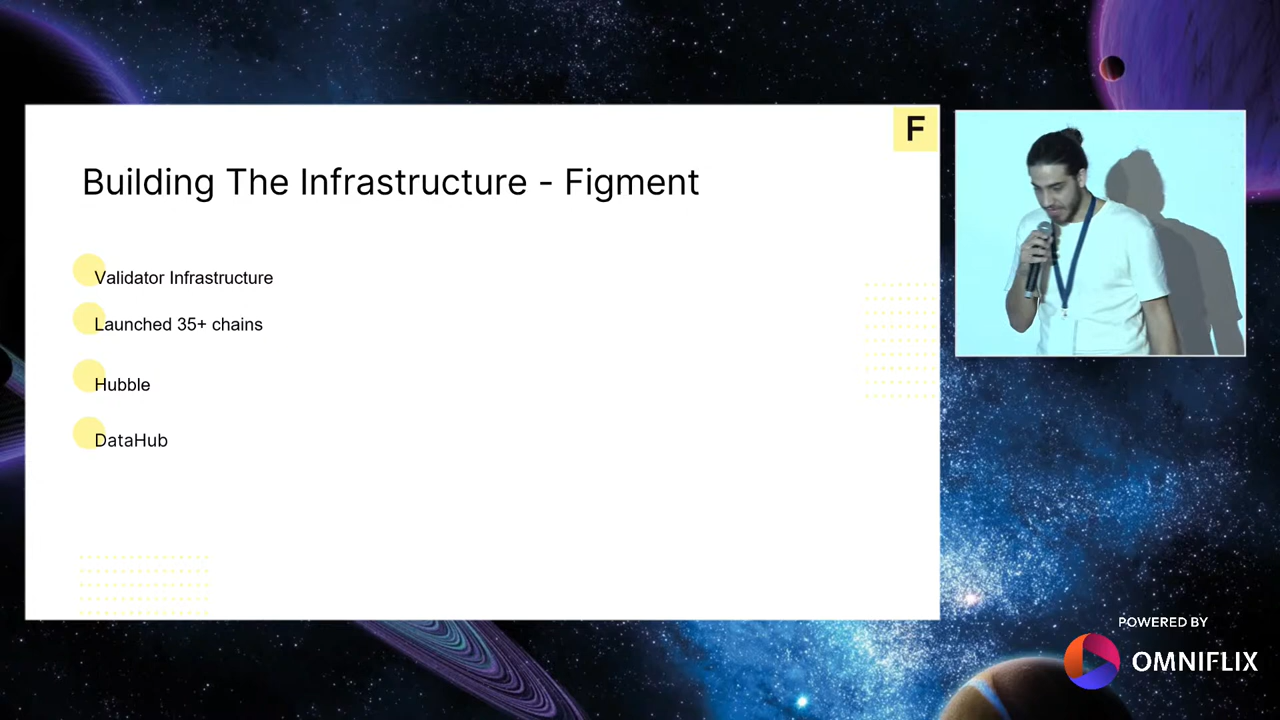 F
Building The Infrastructure - Figment
Validator Infrastructure
Launched 35+ chains
Hubble
DataHub
POWERED BY
OMNIFLIX